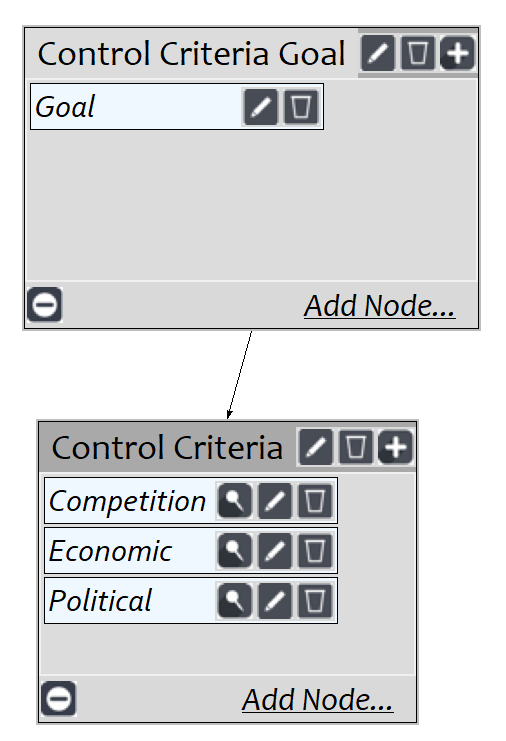 Control Criteria Goal
Goal
Add Node...
Control Criteria
Competition
Economic
Political
Add Node...